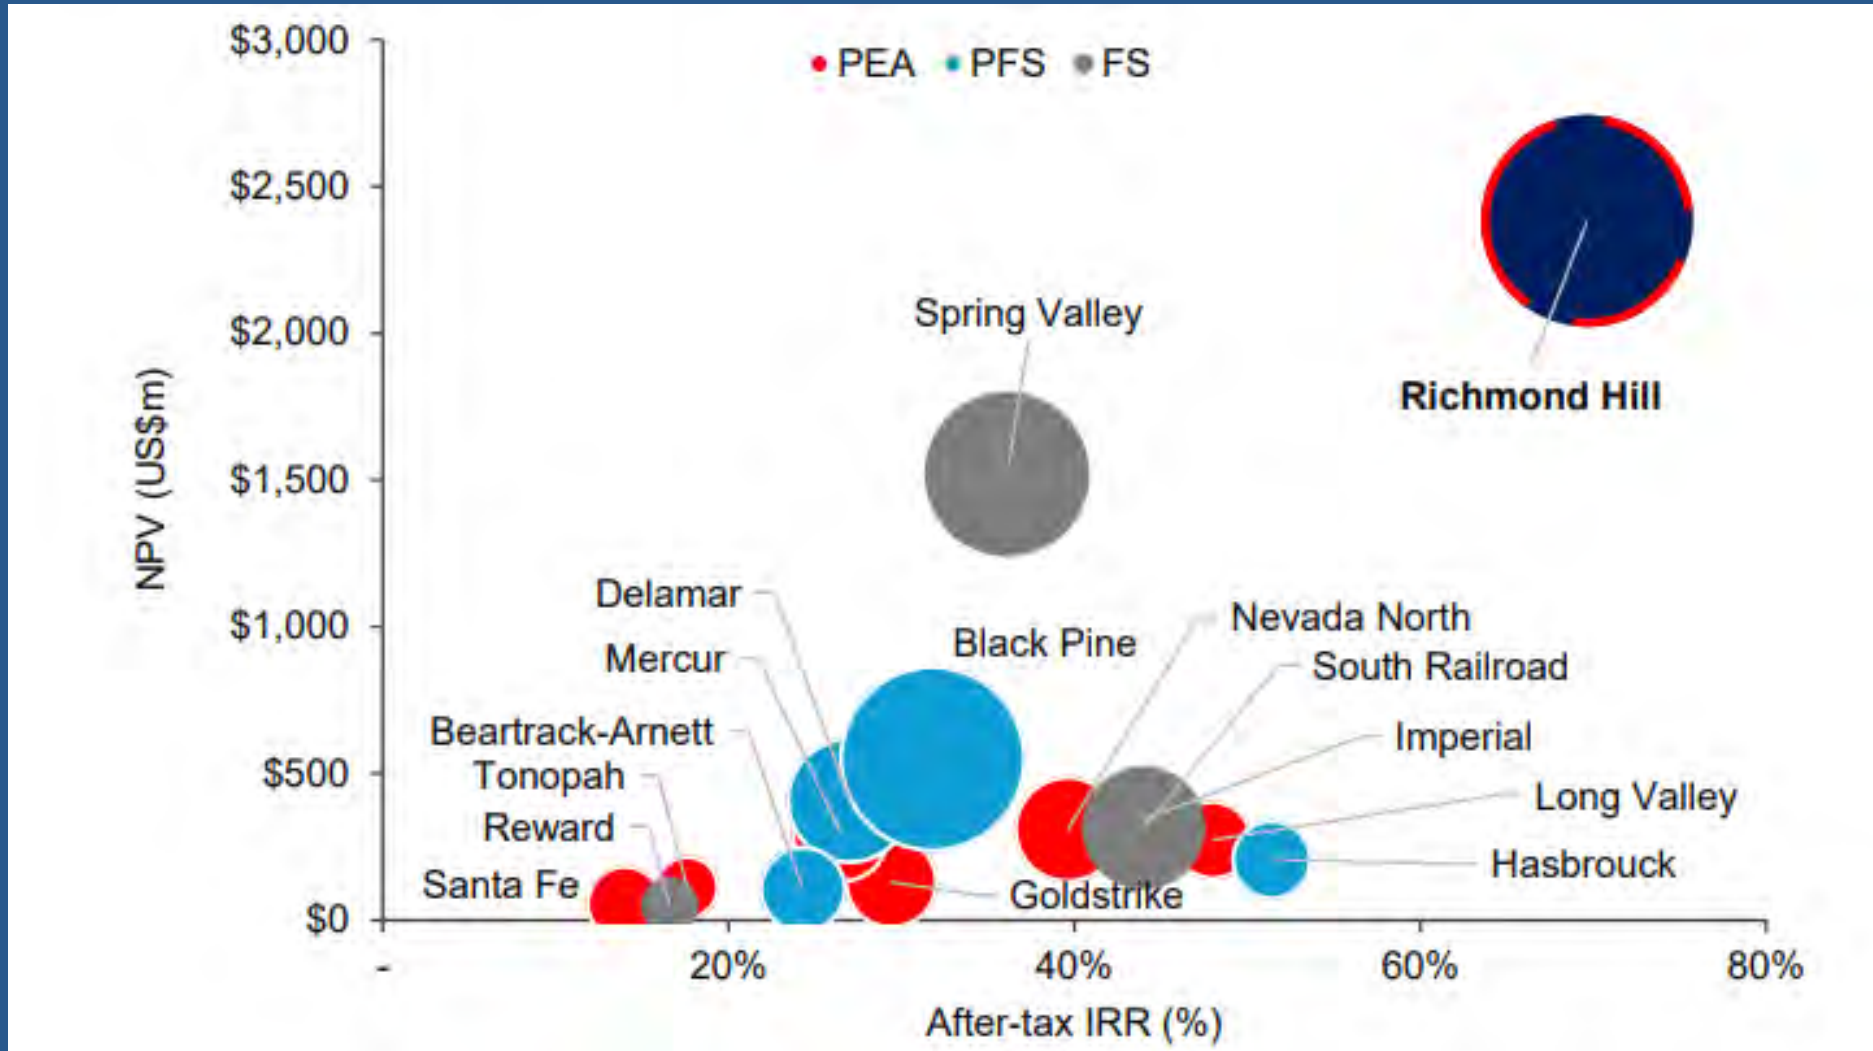 $3,000
PEA PFS FS
$2,500
Spring Valley
$2,000
Richmond Hill
NPV (US$m)
$1,500
Delamar
Nevada North
$1,000
Black Pine
Mercur
South Railroad
Beartrack-Arnett
Imperial
$500
Tonopah
Long Valley
Reward
Hasbrouck
Santa Fe
Goldstrike
$0
- 20% 40% 60% 80%
After-tax IRR (%)